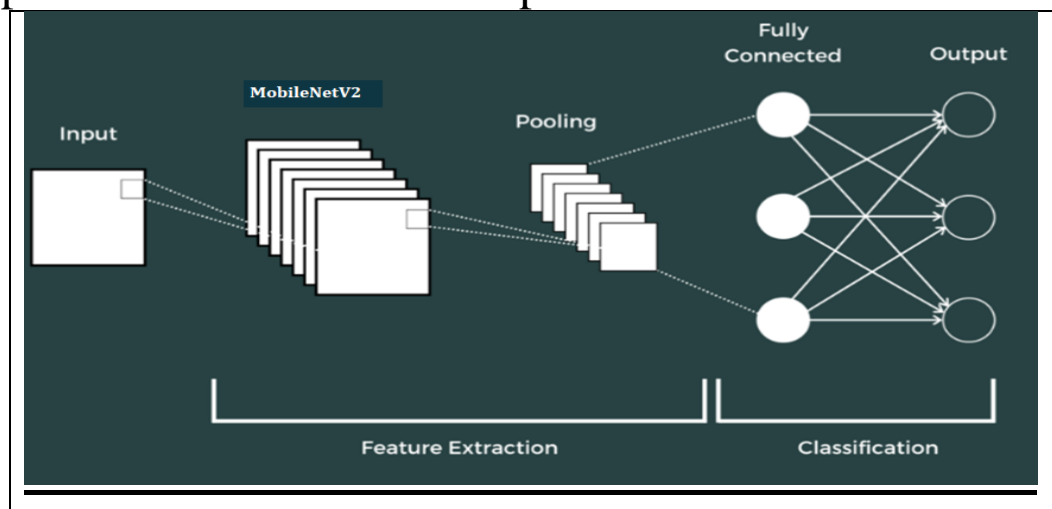 Fully
Connected
Output
MobileNetV2
Pooling
Input
Feature Extraction
Classification